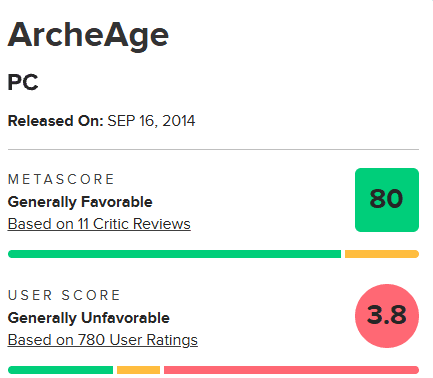 ArcheAge
PC
Released On: SEP 16, 2014
METASCORE
Generally Favorable
Based on 11 Critic Reviews
80
USER SCORE
Generally Unfavorable
Based on 780 User Ratings
3.8